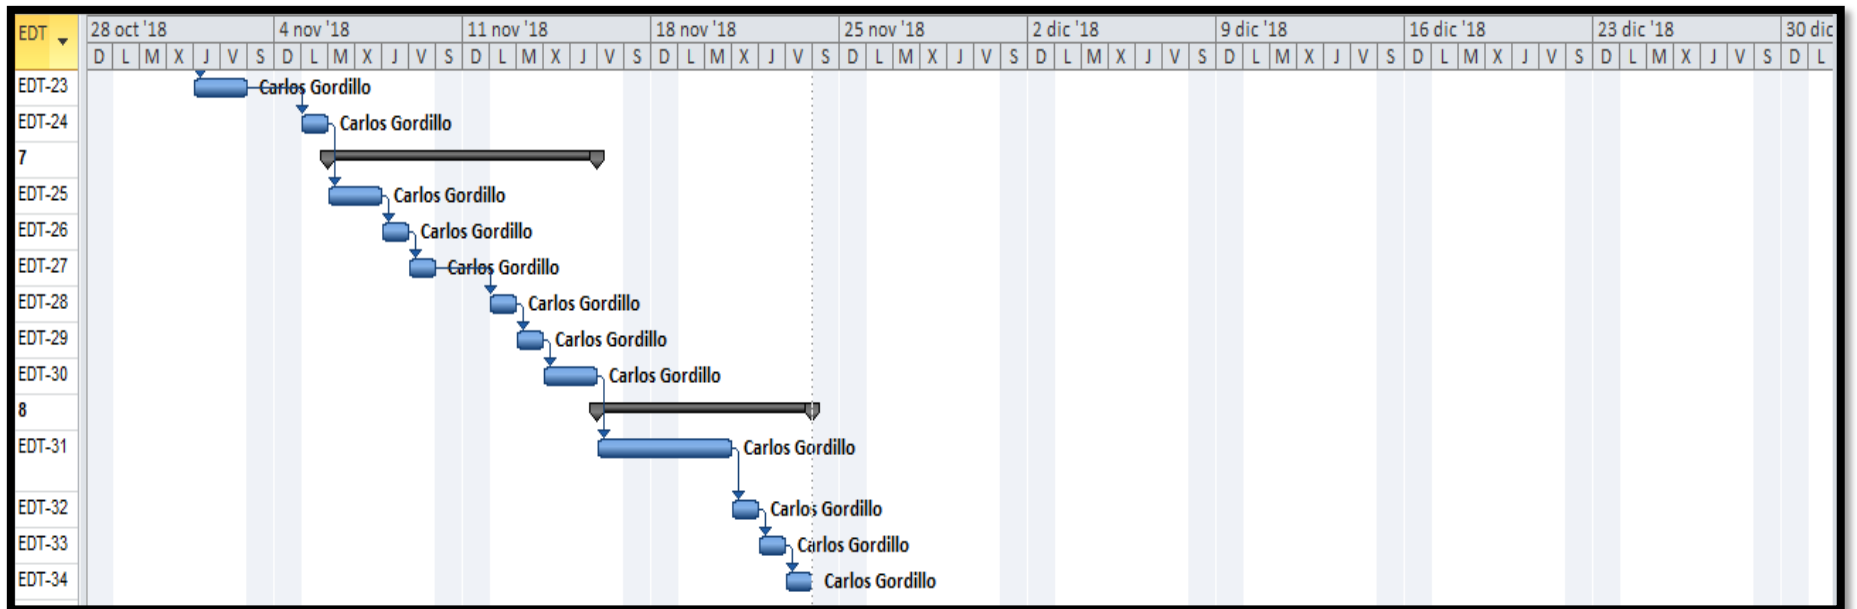 EDT 28 oct '18 4 nov '18 11 nov '18 18 nov '18 25 nov '18 2 dic '18 9 dic '18 16 dic '18 23 dic '18 30 dic
D L M X J V S D L M X J V S D L M X J V S D L M X J V S D L M X J V S D L M X J V S D L M X J V S D L M X J V S D L M X J V S D L
EDT-23 Carlos Gordillo
EDT-24 Carlos Gordillo
7
EDT-25 Carlos Gordillo
EDT-26 Carlos Gordillo
EDT-27 Carlos Gordillo
EDT-28 Carlos Gordillo
EDT-29 Carlos Gordillo
EDT-30 Carlos Gordillo
8
EDT-31 Carlos Gordillo
EDT-32 Carlos Gordillo
EDT-33 Carlos Gordillo
EDT-34 Carlos Gordillo